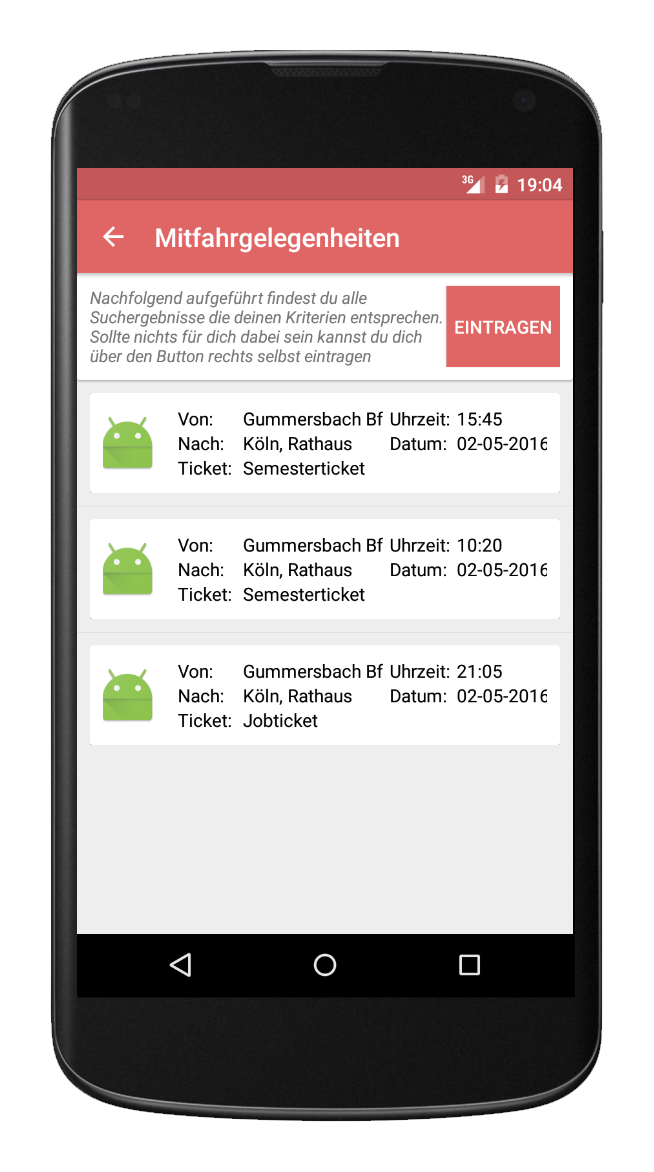 3G 19:04
Mitfahrgelegenheiten
Nachfolgend aufgeführt findest du alle
Suchergebnisse die deinen Kriterien entsprechen.
Sollte nichts für dich dabei sein kannst du dich
über den Button rechts selbst eintragen
EINTRAGEN
Von: Gummersbach Bf Uhrzeit: 15:45
Nach: Köln, Rathaus Datum: 02-05-2016
Ticket: Semesterticket
Von: Gummersbach Bf Uhrzeit: 10:20
Nach: Köln, Rathaus Datum: 02-05-2016
Ticket: Semesterticket
Von: Gummersbach Bf Uhrzeit: 21:05
Nach: Köln, Rathaus Datum: 02-05-2016
Ticket: Jobticket